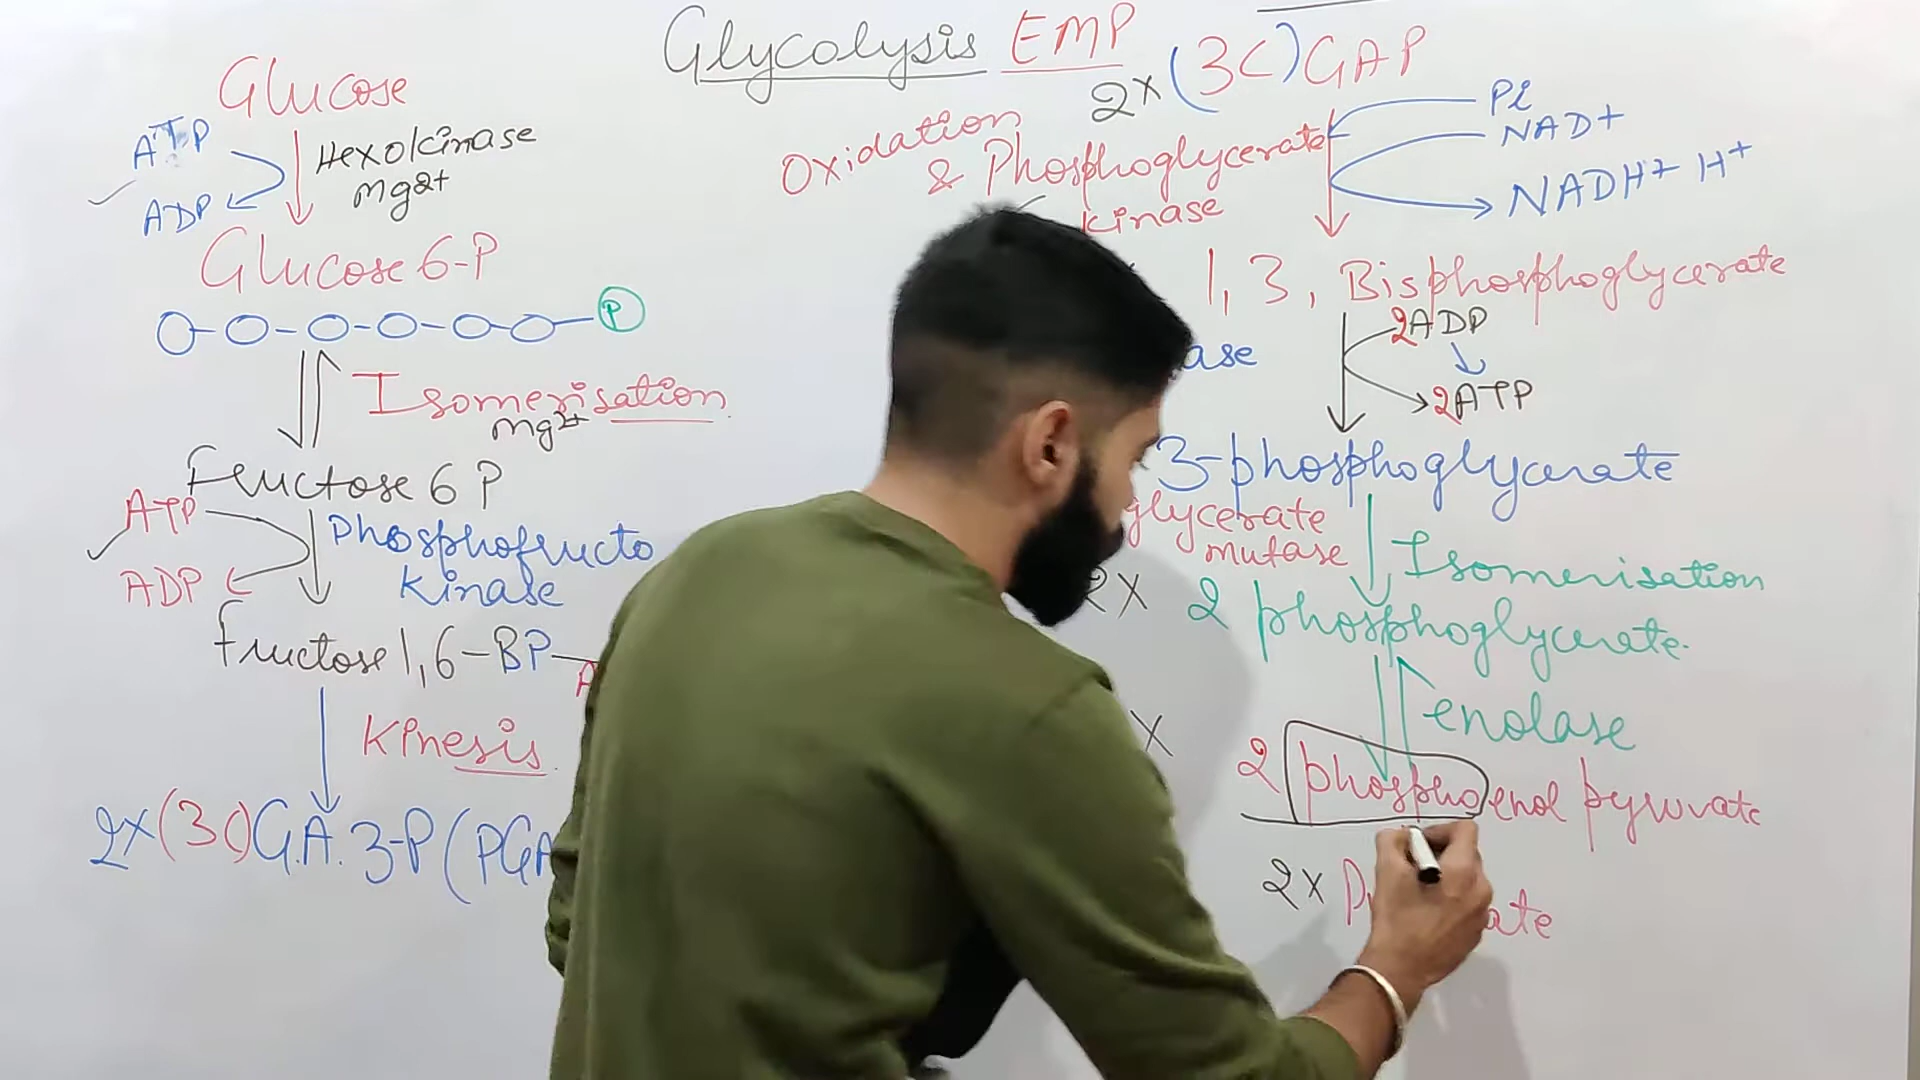 Glycolysis EMP
Glucose
ATP
Hexokinase
Mg2+
ADP
Glucose 6-P
P
Isomerisation
Mg2+
Fructose 6 P
ATP
Phosphofructo
Kinase
ADP
Fructose 1,6-BP
Kinesis
2x(3C)G.A. 3-P (PGA
2x (3C) GAP
Pi
NAD+
NADH+ H+
Oxidation
& Phosphoglycerate
kinase
1, 3, Bisphosphoglycerate
2ADP
2ATP
ase
3-phosphoglycerate
glycerate
mutase
Isomerisation
2X 2 phosphoglycerate.
enolase
X 2 phosphoenol pyruvate
2x P ate